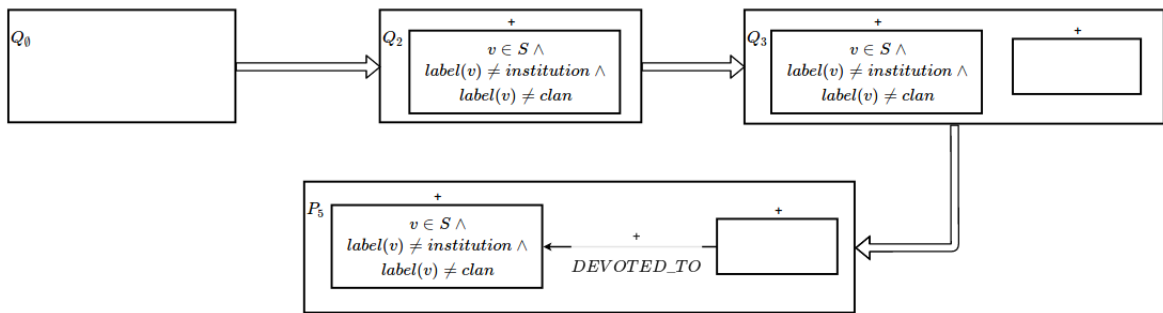 Q∅
+
v ∈ S ∧
label(v) ≠ institution ∧
label(v) ≠ clan
Q2
+
v ∈ S ∧
label(v) ≠ institution ∧
label(v) ≠ clan
Q3
+
+
v ∈ S ∧
label(v) ≠ institution ∧
label(v) ≠ clan
P5
+
DEVOTED_TO
+